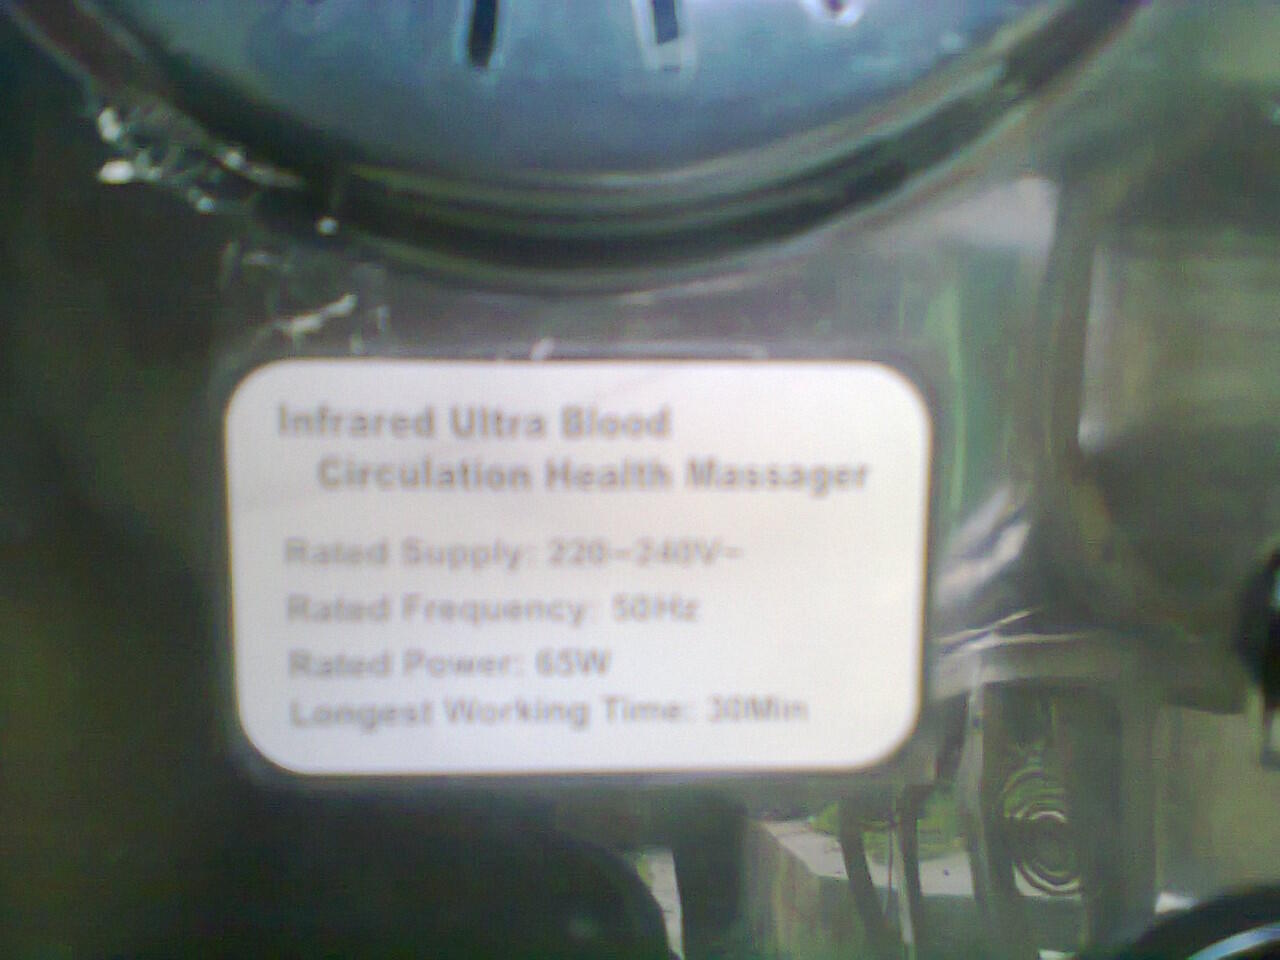 Infrared Ultra Blood
Circulation Health Massager
Rated Supply: 220~240V~
Rated Frequency: 50Hz
Rated Power: 65W
Longest Working Time: 30Min